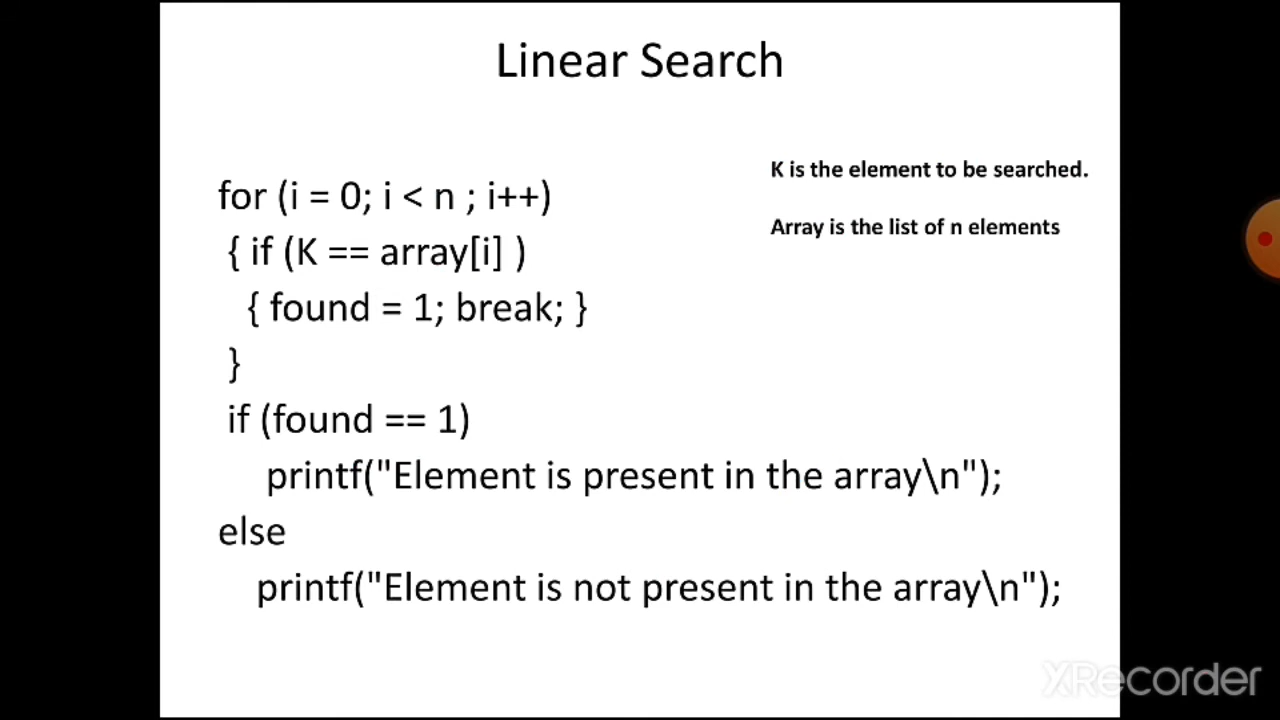 Linear Search
K is the element to be searched.
Array is the list of n elements
for (i = 0; i < n ; i++)
{ if (K == array[i] )
{ found = 1; break; }
}
if (found == 1)
printf("Element is present in the array\n");
else
printf("Element is not present in the array\n");
XRecorder